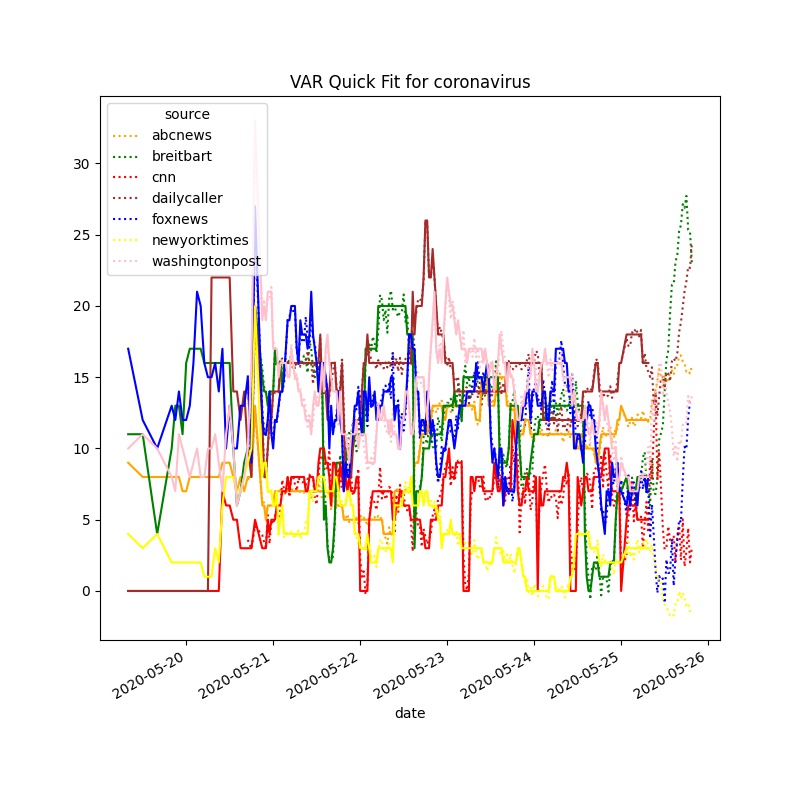 VAR Quick Fit for coronavirus
source
abcnews
breitbart
cnn
dailycaller
foxnews
newyorktimes
washingtonpost
30
25
20
15
10
5
0
2020-05-20
2020-05-21
2020-05-22
2020-05-23
2020-05-24
2020-05-25
2020-05-26
date